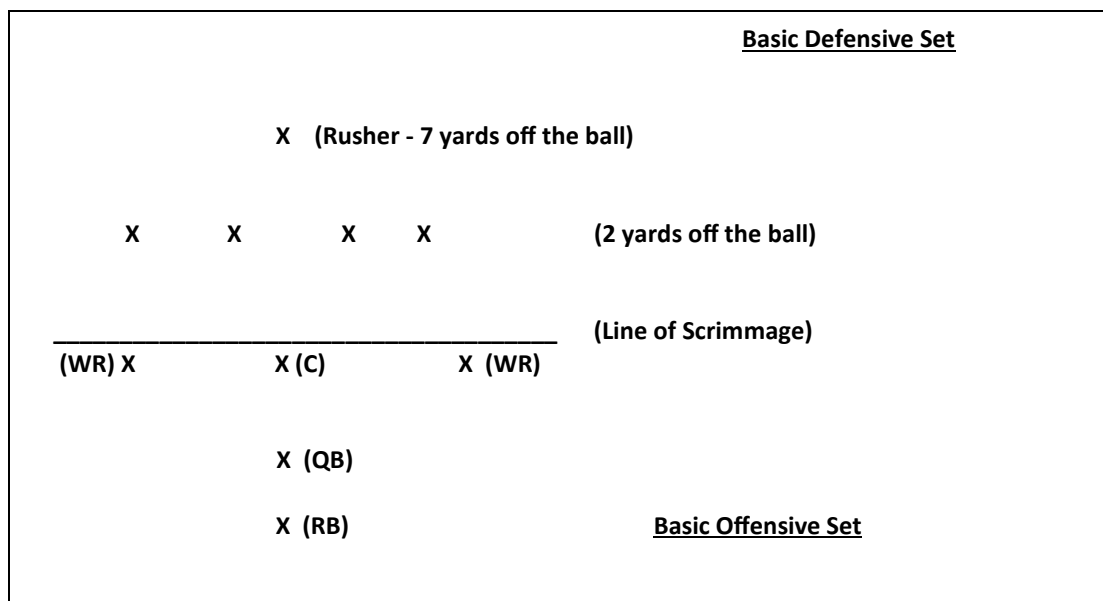 Basic Defensive Set
X (Rusher - 7 yards off the ball)
X X X X (2 yards off the ball)
(Line of Scrimmage)
(WR) X X (C) X (WR)
X (QB)
X (RB) Basic Offensive Set